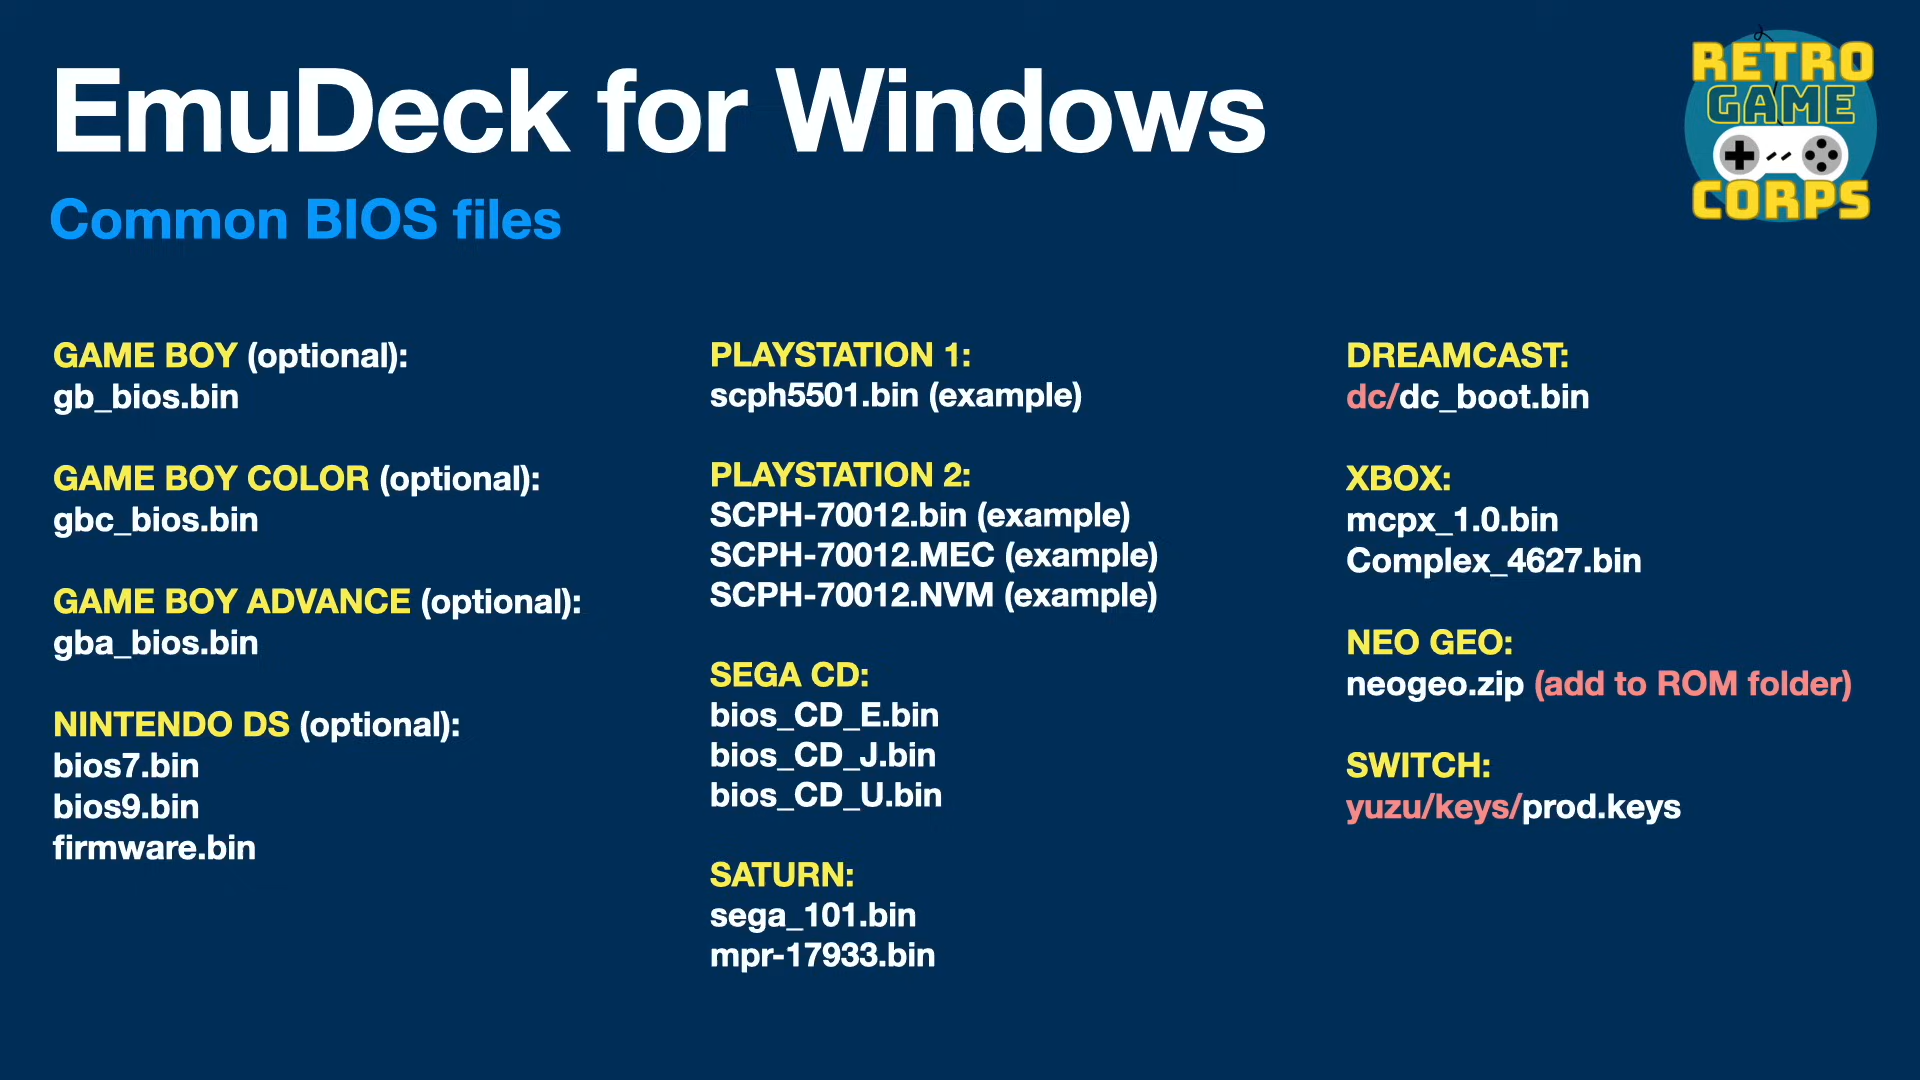 EmuDeck for Windows
Common BIOS files
RETRO
GAME
CORPS
GAME BOY (optional):
gb_bios.bin
GAME BOY COLOR (optional):
gbc_bios.bin
GAME BOY ADVANCE (optional):
gba_bios.bin
NINTENDO DS (optional):
bios7.bin
bios9.bin
firmware.bin
PLAYSTATION 1:
scph5501.bin (example)
PLAYSTATION 2:
SCPH-70012.bin (example)
SCPH-70012.MEC (example)
SCPH-70012.NVM (example)
SEGA CD:
bios_CD_E.bin
bios_CD_J.bin
bios_CD_U.bin
SATURN:
sega_101.bin
mpr-17933.bin
DREAMCAST:
dc/dc_boot.bin
XBOX:
mcpx_1.0.bin
Complex_4627.bin
NEO GEO:
neogeo.zip (add to ROM folder)
SWITCH:
yuzu/keys/prod.keys